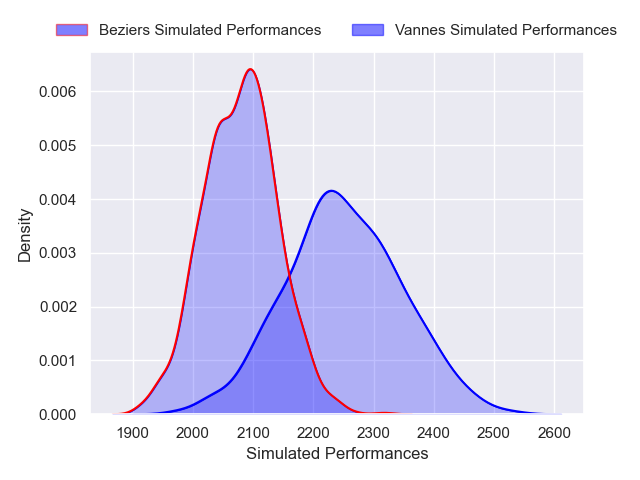 Beziers Simulated Performances
Vannes Simulated Performances
0.006
0.005
0.004
0.003
0.002
0.001
0.000
Density
1900 2000 2100 2200 2300 2400 2500 2600
Simulated Performances